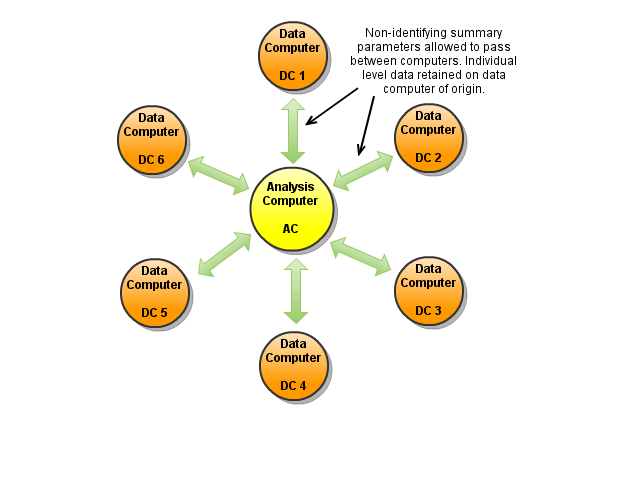 Data
Computer
DC 1
Non-identifying summary
parameters allowed to pass
between computers. Individual
level data retained on data
computer of origin.
Data
Computer
DC 6
Data
Computer
DC 2
Analysis
Computer
AC
Data
Computer
DC 5
Data
Computer
DC 3
Data
Computer
DC 4